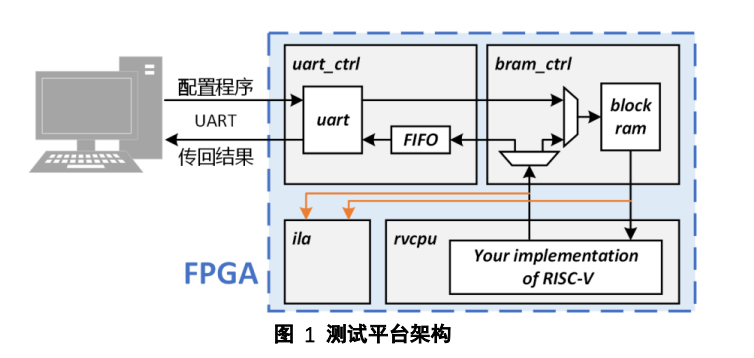 uart_ctrl
bram_ctrl
配置程序
UART
传回结果
uart
FIFO
block
ram
ila
rvcpu
Your implementation
of RISC-V
FPGA
图 1 测试平台架构